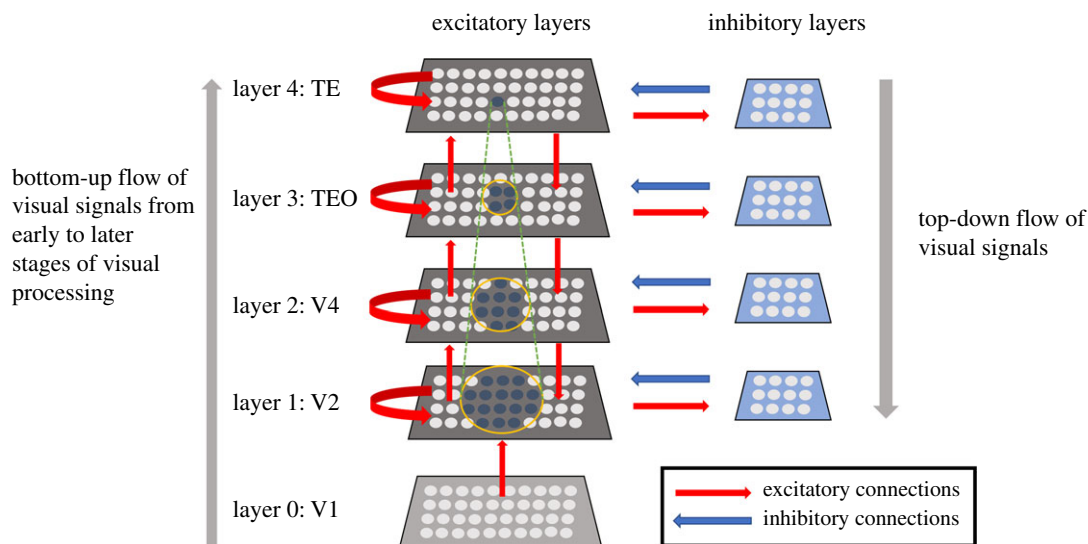 excitatory layers
inhibitory layers
layer 4: TE
layer 3: TEO
layer 2: V4
layer 1: V2
layer 0: V1
bottom-up flow of
visual signals from
early to later
stages of visual
processing
top-down flow of
visual signals
excitatory connections
inhibitory connections